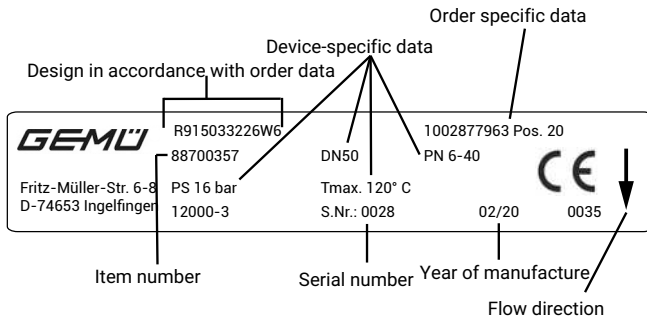 Order specific data
Device-specific data
Design in accordance with order data
GEMÜ
R915033226W6
1002877963 Pos. 20
88700357
DN50
PN 6-40
CE
Fritz-Müller-Str. 6-8
PS 16 bar
Tmax. 120° C
D-74653 Ingelfingen
12000-3
S.Nr.: 0028
02/20
0035
Item number
Serial number
Year of manufacture
Flow direction